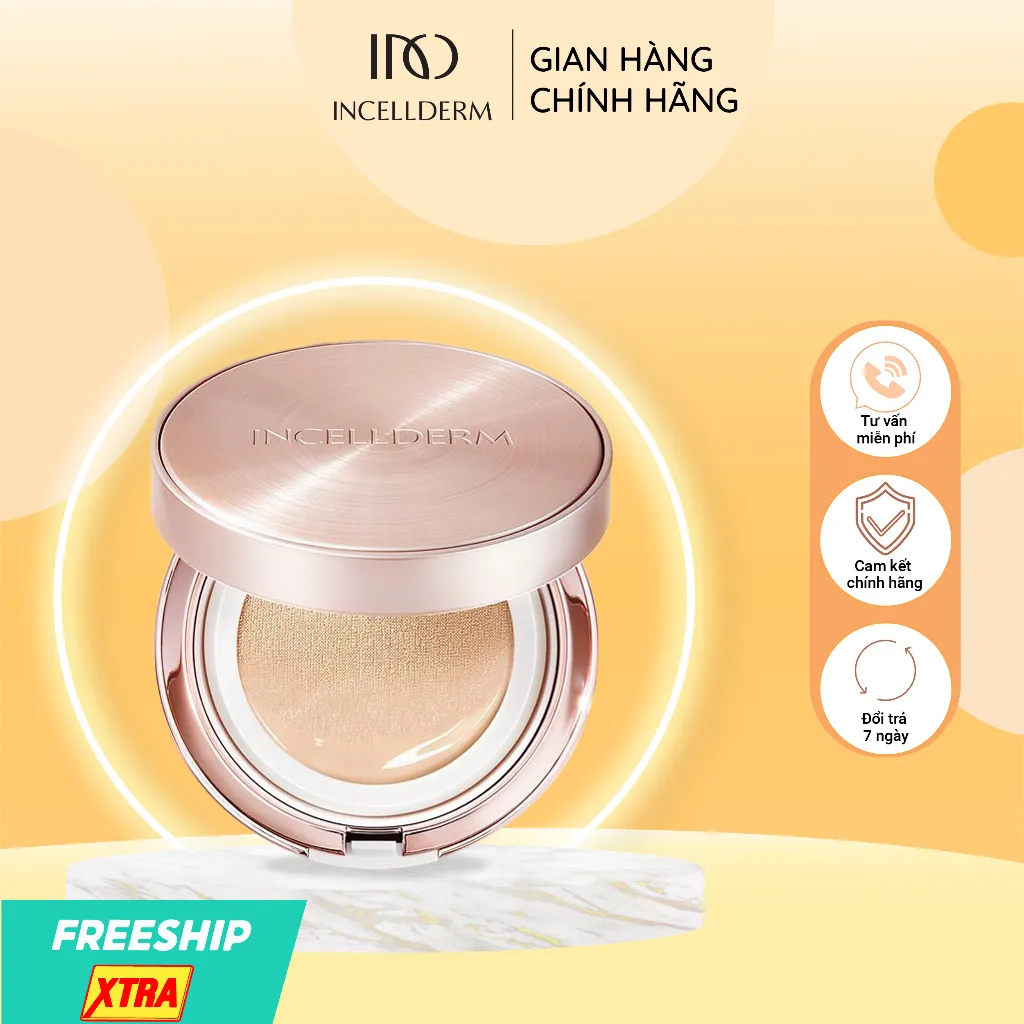 INCELLDERM
GIAN HÀNG
CHÍNH HÃNG
INCELLDERM
Tư vấn
miễn phí
Cam kết
chính hãng
Đổi trả
7 ngày
FREESHIP
XTRA